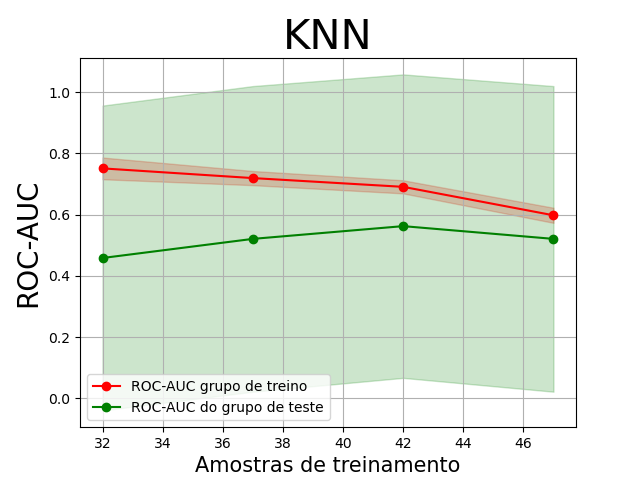 KNN
ROC-AUC
1.0
0.8
0.6
0.4
0.2
0.0
ROC-AUC grupo de treino
ROC-AUC do grupo de teste
32 34 36 38 40 42 44 46
Amostras de treinamento